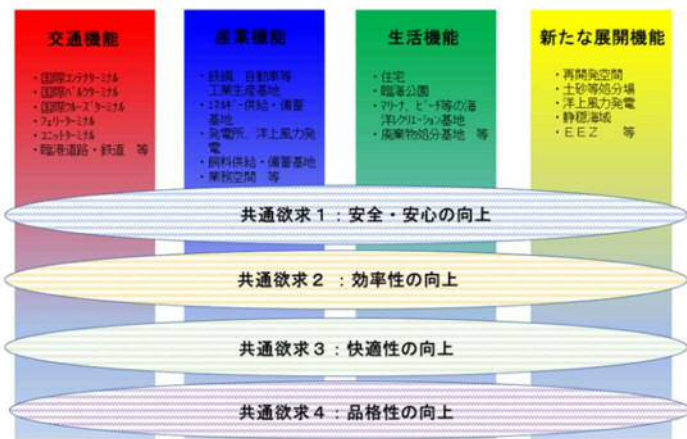 交通機能
・国際コンテナターミナル
・国際バルクターミナル
・国際クルーズターミナル
・フェリーターミナル
・ユニットターミナル
・臨港道路・鉄道 等
産業機能
・鉄鋼、自動車等
工業生産基地
・エネルギー供給・備蓄
基地
・発電所、洋上風力発
電
・飼料供給・備蓄基地
・業務空間 等
生活機能
・住宅
・臨海公園
・マリーナ、ビーチ等の海
洋レクリエーション基地
・廃棄物処分基地 等
新たな展開機能
・再開発空間
・土砂等処分場
・洋上風力発電
・静穏海域
・EEZ 等
共通欲求1:安全・安心の向上
共通欲求2 :効率性の向上
共通欲求3:快適性の向上
共通欲求4:品格性の向上